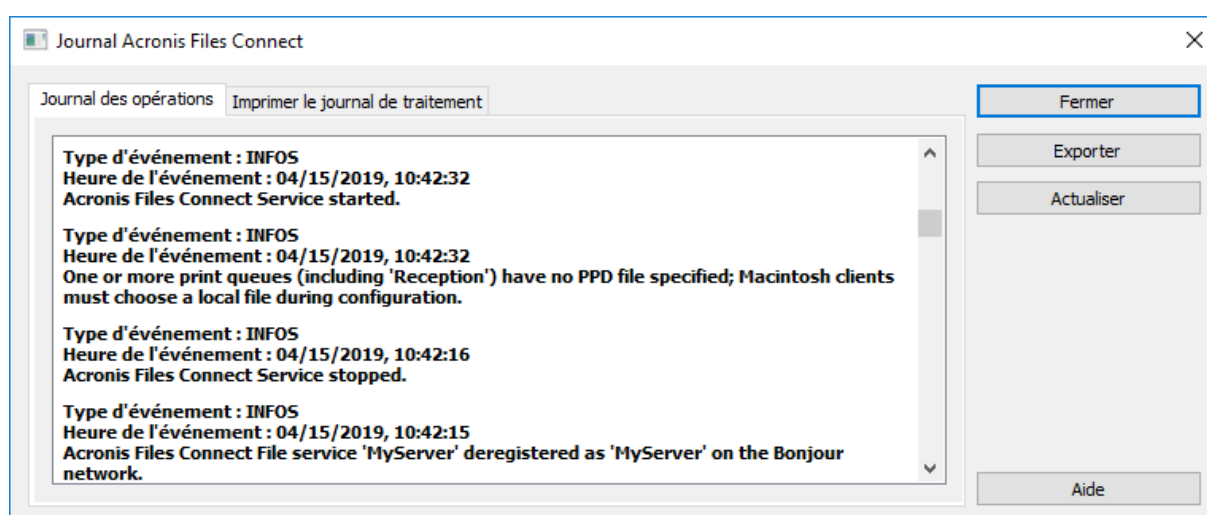 Journal Acronis Files Connect
Journal des opérations
Imprimer le journal de traitement
Fermer
Exporter
Actualiser
Type d'événement : INFOS
Heure de l'événement : 04/15/2019, 10:42:32
Acronis Files Connect Service started.
Type d'événement : INFOS
Heure de l'événement : 04/15/2019, 10:42:32
One or more print queues (including 'Reception') have no PPD file specified; Macintosh clients
must choose a local file during configuration.
Type d'événement : INFOS
Heure de l'événement : 04/15/2019, 10:42:16
Acronis Files Connect Service stopped.
Type d'événement : INFOS
Heure de l'événement : 04/15/2019, 10:42:15
Acronis Files Connect File service 'MyServer' deregistered as 'MyServer' on the Bonjour
network.
Aide